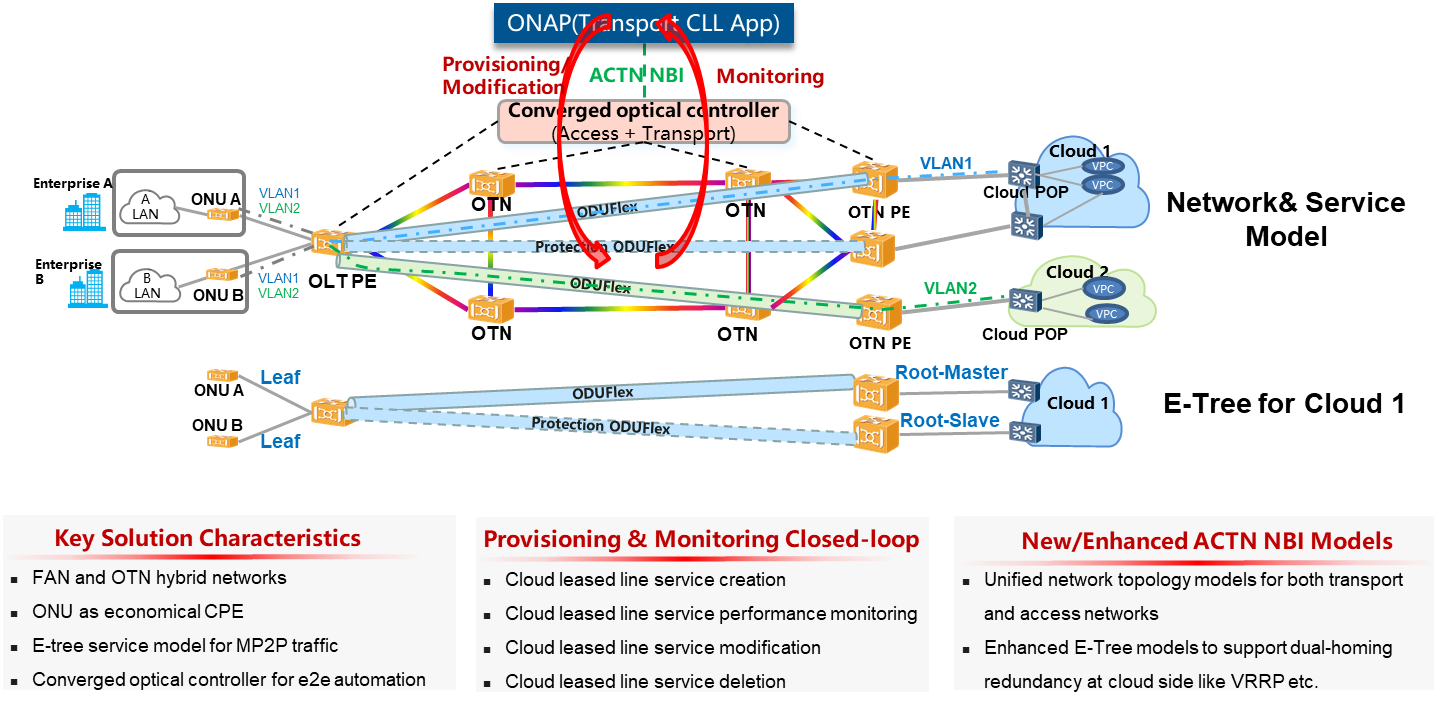 ONAP(Transport CLL App)
Provisioning/
Modification
ACTN NBI
Monitoring
Converged optical controller
(Access + Transport)
Enterprise A
A
LAN
ONU A
VLAN1
VLAN2
Enterprise
B
B
LAN
ONU B
VLAN1
VLAN2
OLT PE
OTN
OTN
ODUFlex
Protection ODUFlex
ODUFlex
OTN
OTN
OTN PE
OTN PE
VLAN1
VLAN2
Cloud 1
VPC
VPC
Cloud POP
Cloud 2
VPC
VPC
Cloud POP
Network& Service
Model
ONU A
Leaf
ONU B
Leaf
ODUFlex
Protection ODUFlex
Root-Master
Root-Slave
Cloud 1
E-Tree for Cloud 1
Key Solution Characteristics
▪ FAN and OTN hybrid networks
▪ ONU as economical CPE
▪ E-tree service model for MP2P traffic
▪ Converged optical controller for e2e automation
Provisioning & Monitoring Closed-loop
▪ Cloud leased line service creation
▪ Cloud leased line service performance monitoring
▪ Cloud leased line service modification
▪ Cloud leased line service deletion
New/Enhanced ACTN NBI Models
▪ Unified network topology models for both transport
and access networks
▪ Enhanced E-Tree models to support dual-homing
redundancy at cloud side like VRRP etc.